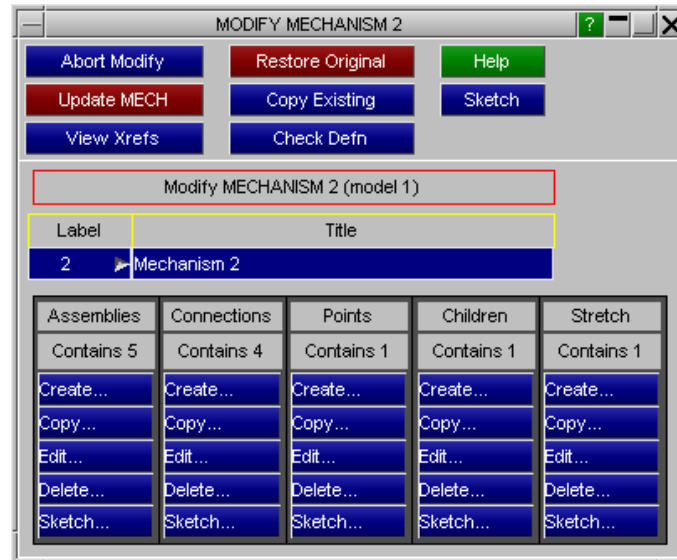 MODIFY MECHANISM 2 ?
Abort Modify Restore Original Help
Update MECH Copy Existing Sketch
View Xrefs Check Defn
Modify MECHANISM 2 (model 1)
Label Title
2 Mechanism 2
Assemblies Connections Points Children Stretch
Contains 5 Contains 4 Contains 1 Contains 1 Contains 1
Create... Create... Create... Create... Create...
Copy... Copy... Copy... Copy... Copy...
Edit... Edit... Edit... Edit... Edit...
Delete... Delete... Delete... Delete... Delete...
Sketch... Sketch... Sketch... Sketch... Sketch...